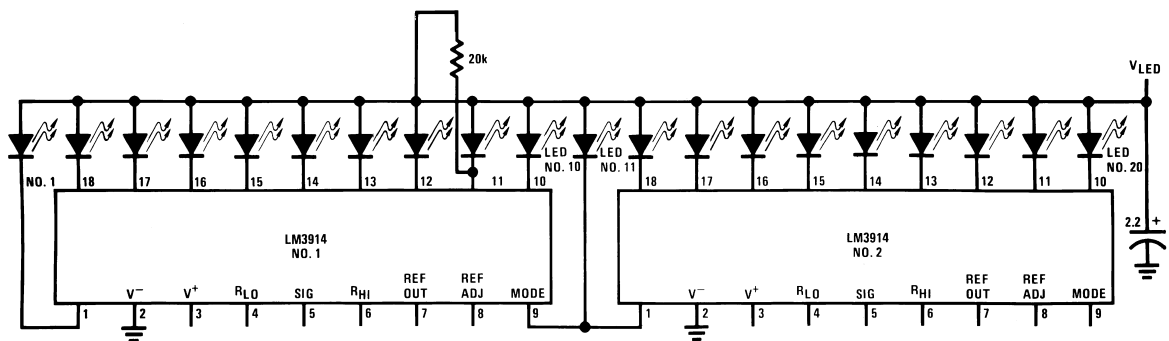 20k
V LED
LED NO. 10
LED NO. 11
NO. 1 18 17 16 15 14 13 12 11 10
18 17 16 15 14 13 12 11 10
LED NO. 20
2.2 +
LM3914
NO. 1
LM3914
NO. 2
V− V+ RLO SIG RHI REF OUT REF ADJ MODE
V− V+ RLO SIG RHI REF OUT REF ADJ MODE
1 2 3 4 5 6 7 8 9
1 2 3 4 5 6 7 8 9